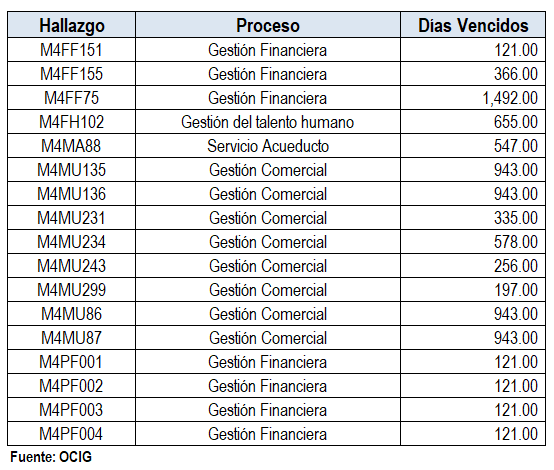 Hallazgo Proceso Dias Vencidos
M4FF151 Gestión Financiera 121.00
M4FF155 Gestión Financiera 366.00
M4FF75 Gestión Financiera 1,492.00
M4FH102 Gestión del talento humano 655.00
M4MA88 Servicio Acueducto 547.00
M4MU135 Gestión Comercial 943.00
M4MU136 Gestión Comercial 943.00
M4MU231 Gestión Comercial 335.00
M4MU234 Gestión Comercial 578.00
M4MU243 Gestión Comercial 256.00
M4MU299 Gestión Comercial 197.00
M4MU86 Gestión Comercial 943.00
M4MU87 Gestión Comercial 943.00
M4PF001 Gestión Financiera 121.00
M4PF002 Gestión Financiera 121.00
M4PF003 Gestión Financiera 121.00
M4PF004 Gestión Financiera 121.00
Fuente: OCIG